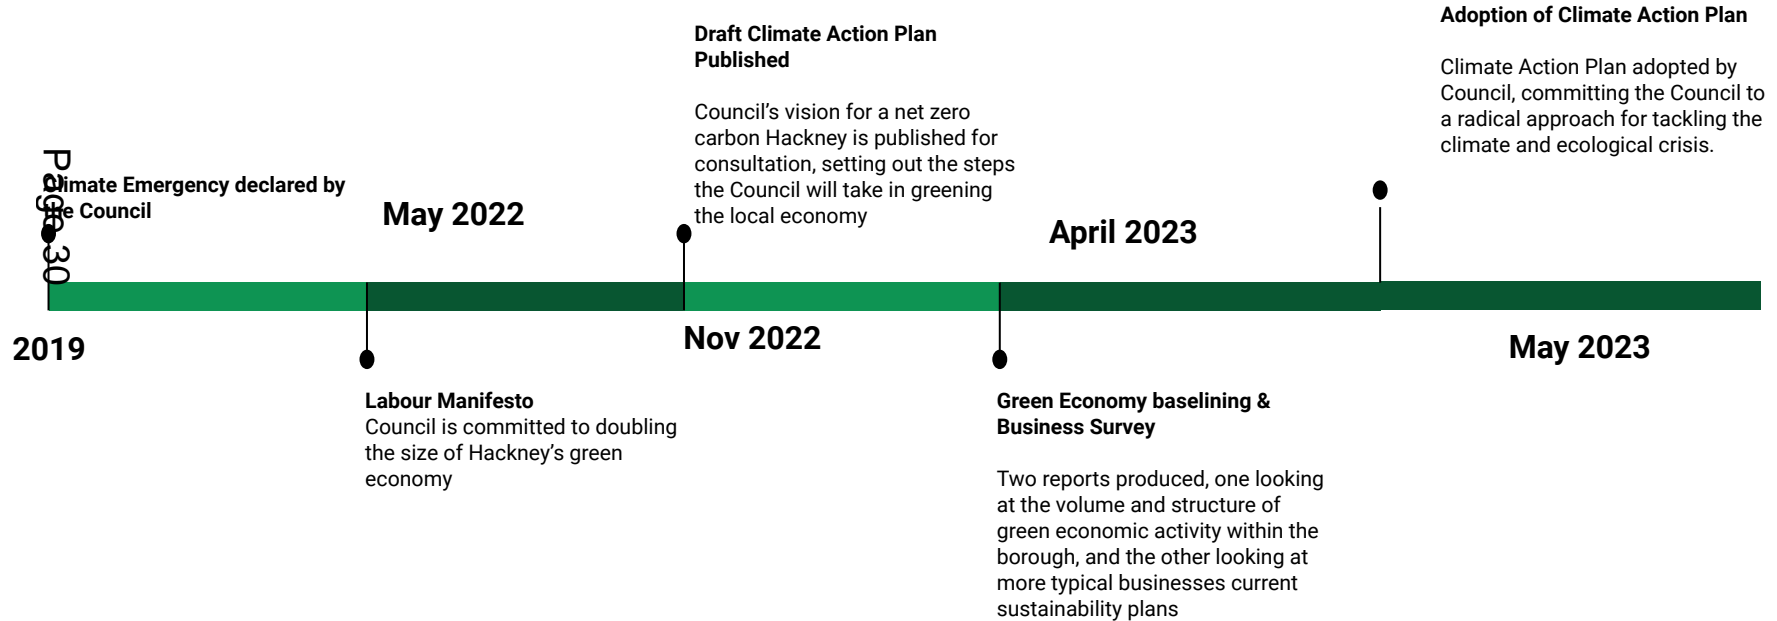 Page 30
Climate Emergency declared by
the Council
2019
May 2022
Labour Manifesto
Council is committed to doubling
the size of Hackney’s green
economy
Draft Climate Action Plan
Published
Council’s vision for a net zero
carbon Hackney is published for
consultation, setting out the steps
the Council will take in greening
the local economy
Nov 2022
April 2023
Green Economy baselining &
Business Survey
Two reports produced, one looking
at the volume and structure of
green economic activity within the
borough, and the other looking at
more typical businesses current
sustainability plans
Adoption of Climate Action Plan
Climate Action Plan adopted by
Council, committing the Council to
a radical approach for tackling the
climate and ecological crisis.
May 2023